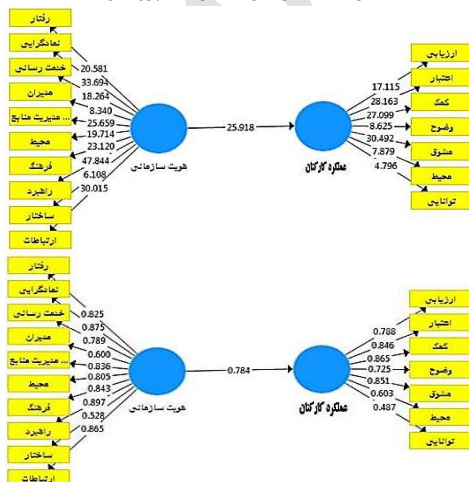 رفتار
نمادگرایی
خدمت رسانی
مدیران
مدیریت منابع ...
محیط
فرهنگ
راهبرد
ساختار
ارتباطات
20.581
33.694
18.264
8.340
25.659
19.714
23.120
47.844
6.108
30.015
هویت سازمانی
25.918
عملکرد کارکنان
17.115
28.163
27.099
8.625
30.492
7.879
4.796
ارزیابی
اعتبار
کمک
وضوح
مشوق
محیط
توانایی
رفتار
نمادگرایی
خدمت رسانی
مدیران
مدیریت منابع ...
محیط
فرهنگ
راهبرد
ساختار
ارتباطات
0.825
0.875
0.789
0.600
0.836
0.805
0.843
0.897
0.528
0.865
هویت سازمانی
0.784
عملکرد کارکنان
0.788
0.846
0.865
0.725
0.851
0.603
0.487
ارزیابی
اعتبار
کمک
وضوح
مشوق
محیط
توانایی